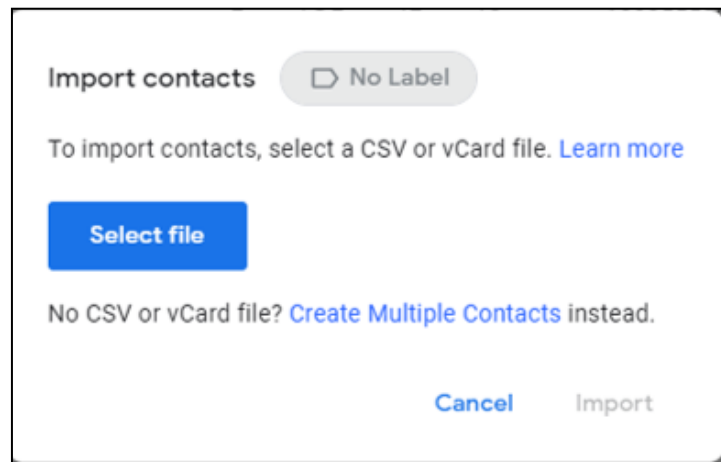 Import contacts No Label
To import contacts, select a CSV or vCard file. Learn more
Select file
No CSV or vCard file? Create Multiple Contacts instead.
Cancel Import